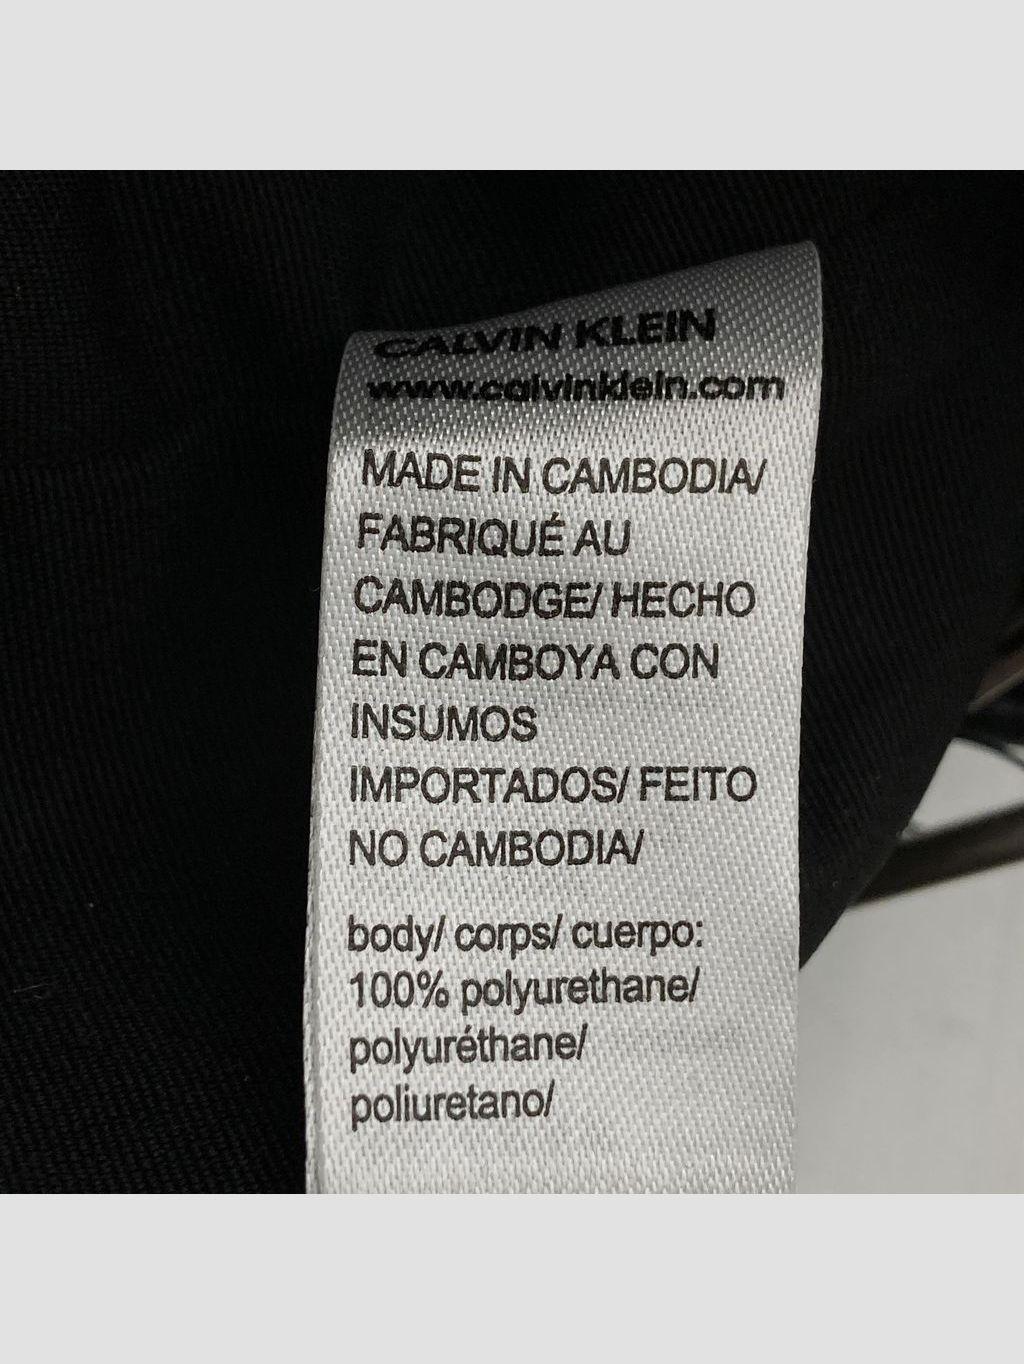 CALVIN KLEIN
www.calvinklein.com
MADE IN CAMBODIA/
FABRIQUÉ AU
CAMBODGE/ HECHO
EN CAMBOYA CON
INSUMOS
IMPORTADOS/ FEITO
NO CAMBODIA/
body/ corps/ cuerpo:
100% polyurethane/
polyuréthane/
poliuretano/